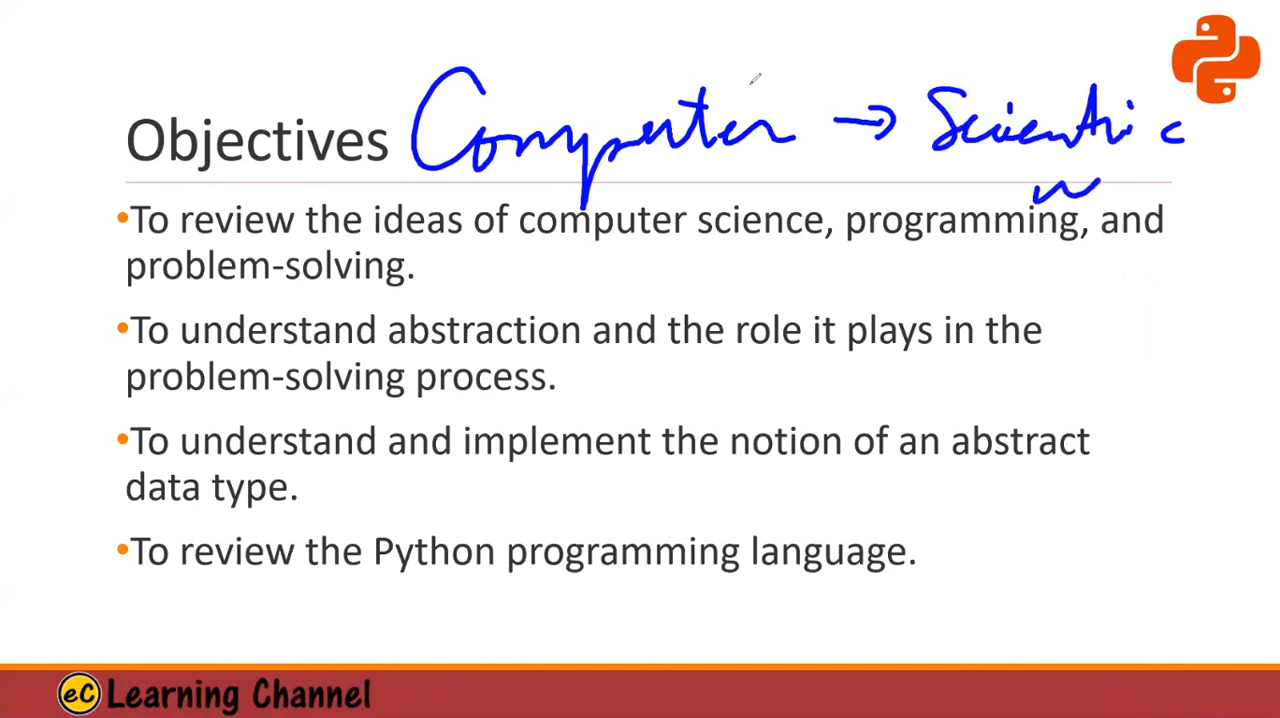 Objectives Computer → Scientific
•To review the ideas of computer science, programming, and
problem-solving.
•To understand abstraction and the role it plays in the
problem-solving process.
•To understand and implement the notion of an abstract
data type.
•To review the Python programming language.
eC Learning Channel